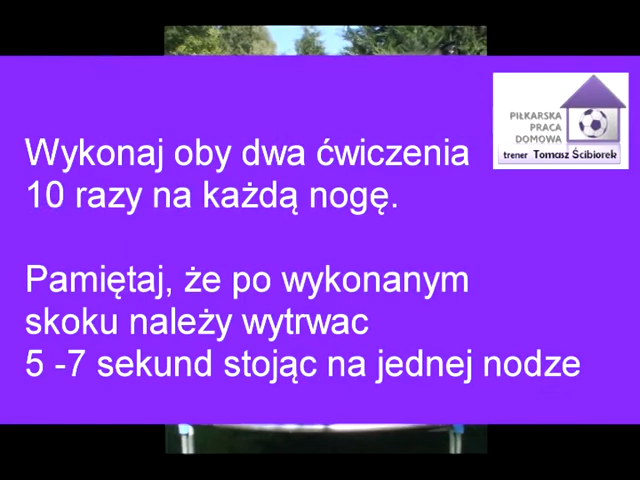 PIŁKARSKA
PRACA
DOMOWA
trener Tomasz Ścibiorek
Wykonaj oby dwa ćwiczenia
10 razy na każdą nogę.
Pamiętaj, że po wykonanym
skoku należy wytrwac
5 -7 sekund stojąc na jednej nodze